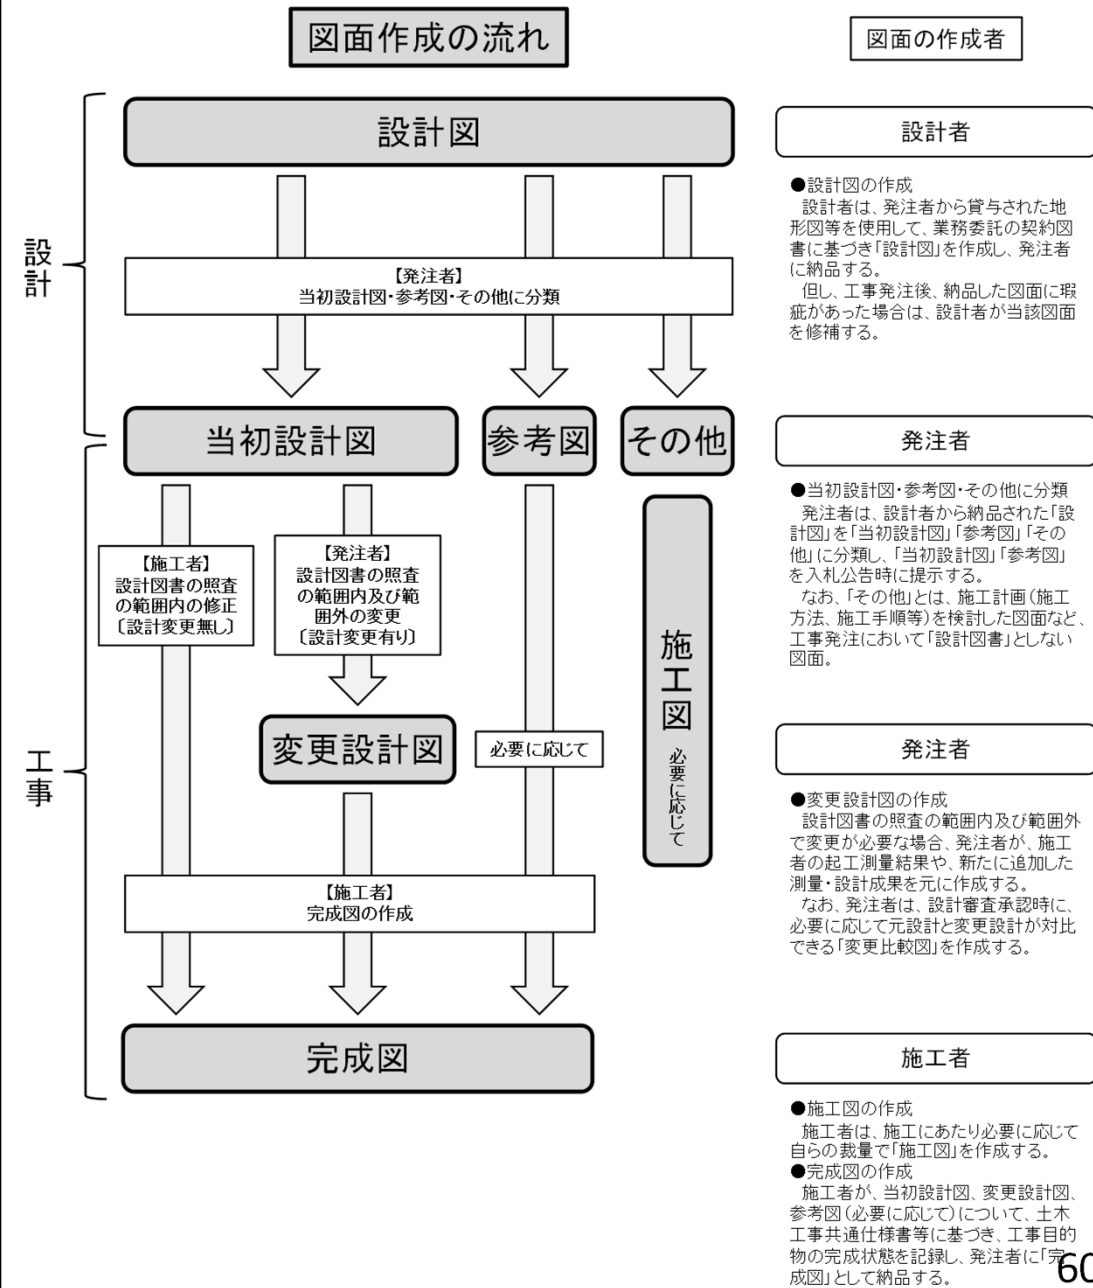 図面作成の流れ
図面の作成者
設計
設計図
【発注者】
当初設計図・参考図・その他に分類
設計者
●設計図の作成
設計者は、発注者から貸与された地
形図等を使用して、業務委託の契約図
書に基づき「設計図」を作成し、発注者
に納品する。
但し、工事発注後、納品した図面に瑕
疵があった場合は、設計者が当該図面
を修補する。
工事
当初設計図
参考図
その他
【施工者】
設計図書の照査
の範囲内の修正
〔設計変更無し〕
【発注者】
設計図書の照査
の範囲内及び範
囲外の変更
〔設計変更有り〕
変更設計図
必要に応じて
施工図 必要に応じて
【施工者】
完成図の作成
完成図
発注者
●当初設計図・参考図・その他に分類
発注者は、設計者から納品された「設
計図」を「当初設計図」「参考図」「その
他」に分類し、「当初設計図」「参考図」
を入札公告時に提示する。
なお、「その他」とは、施工計画(施工
方法、施工手順等)を検討した図面など、
工事発注において「設計図書」としない
図面。
発注者
●変更設計図の作成
設計図書の照査の範囲内及び範囲外
で変更が必要な場合、発注者が、施工
者の起工測量結果や、新たに追加した
測量・設計成果を元に作成する。
なお、発注者は、設計審査承認時に、
必要に応じて元設計と変更設計が対比
できる「変更比較図」を作成する。
施工者
●施工図の作成
施工者は、施工にあたり必要に応じて
自らの裁量で「施工図」を作成する。
●完成図の作成
施工者が、当初設計図、変更設計図、
参考図(必要に応じて)について、土木
工事共通仕様書等に基づき、工事目的
物の完成状態を記録し、発注者に「完
成図」として納品する。
60